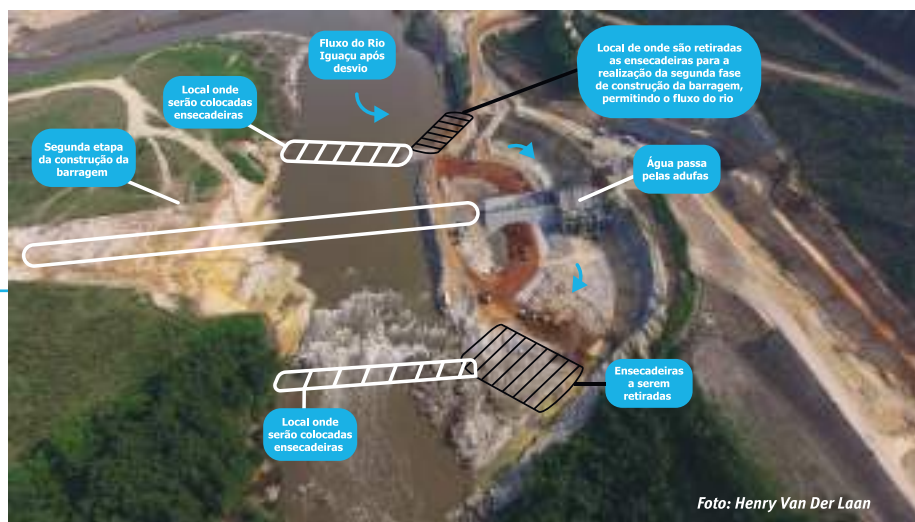 Fluxo do Rio
Iguaçu após
desvio
Local de onde são retiradas
as ensecadeiras para a
realização da segunda fase
de construção da barragem,
permitindo o fluxo do rio
Local onde
serão colocadas
ensecadeiras
Segunda etapa
da construção da
barragem
Água passa
pelas adufas
Ensecadeiras
a serem
retiradas
Local onde
serão colocadas
ensecadeiras
Foto: Henry Van Der Laan